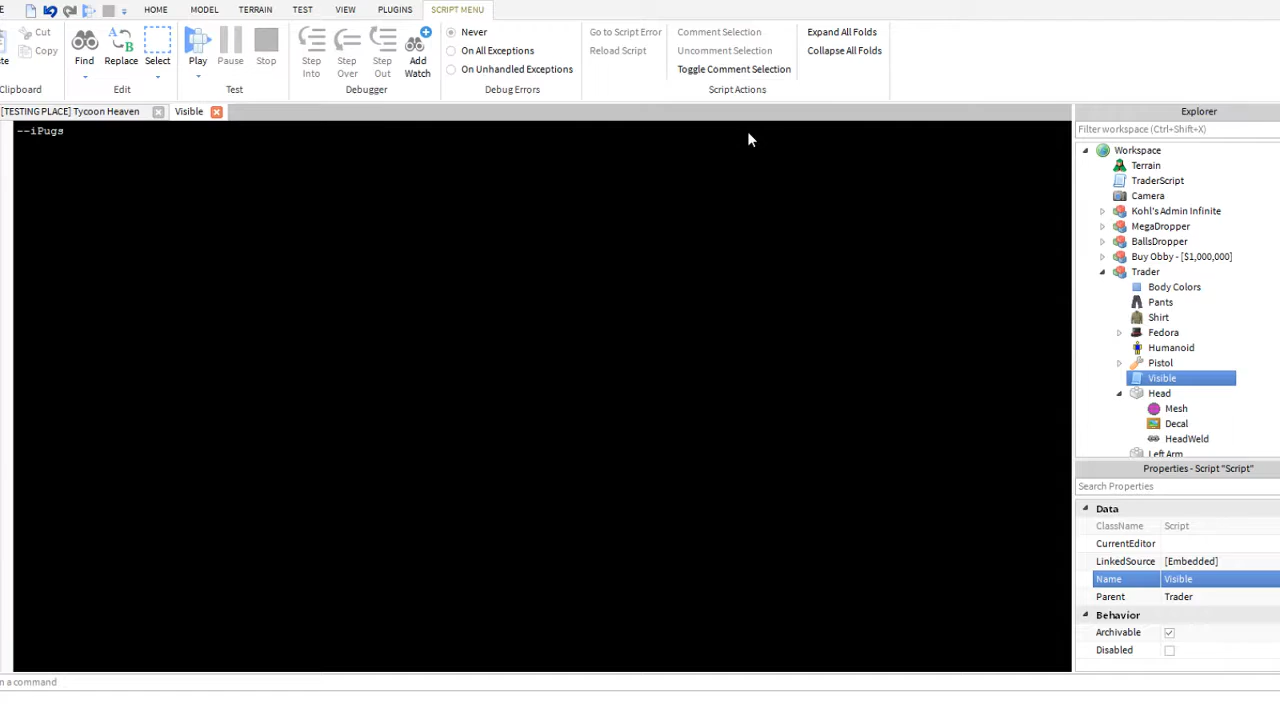 E HOME MODEL TERRAIN TEST VIEW PLUGINS SCRIPT MENU
te
Cut
Copy
Clipboard
Find
Replace
Select
Edit
Play
Pause
Stop
Test
Step Into
Step Over
Step Out
Add Watch
Debugger
Never
On All Exceptions
On Unhandled Exceptions
Debug Errors
Go to Script Error
Reload Script
Comment Selection
Uncomment Selection
Toggle Comment Selection
Script Actions
Expand All Folds
Collapse All Folds
[TESTING PLACE] Tycoon Heaven
Visible
--iPugs
Explorer
Filter workspace (Ctrl+Shift+X)
Workspace
Terrain
TraderScript
Camera
Kohl's Admin Infinite
MegaDropper
BallsDropper
Buy Obby - [$1,000,000]
Trader
Body Colors
Pants
Shirt
Fedora
Humanoid
Pistol
Visible
Head
Mesh
Decal
HeadWeld
Left Arm
Properties - Script "Script"
Search Properties
Data
ClassName Script
CurrentEditor
LinkedSource [Embedded]
Name Visible
Parent Trader
Behavior
Archivable
Disabled
n a command